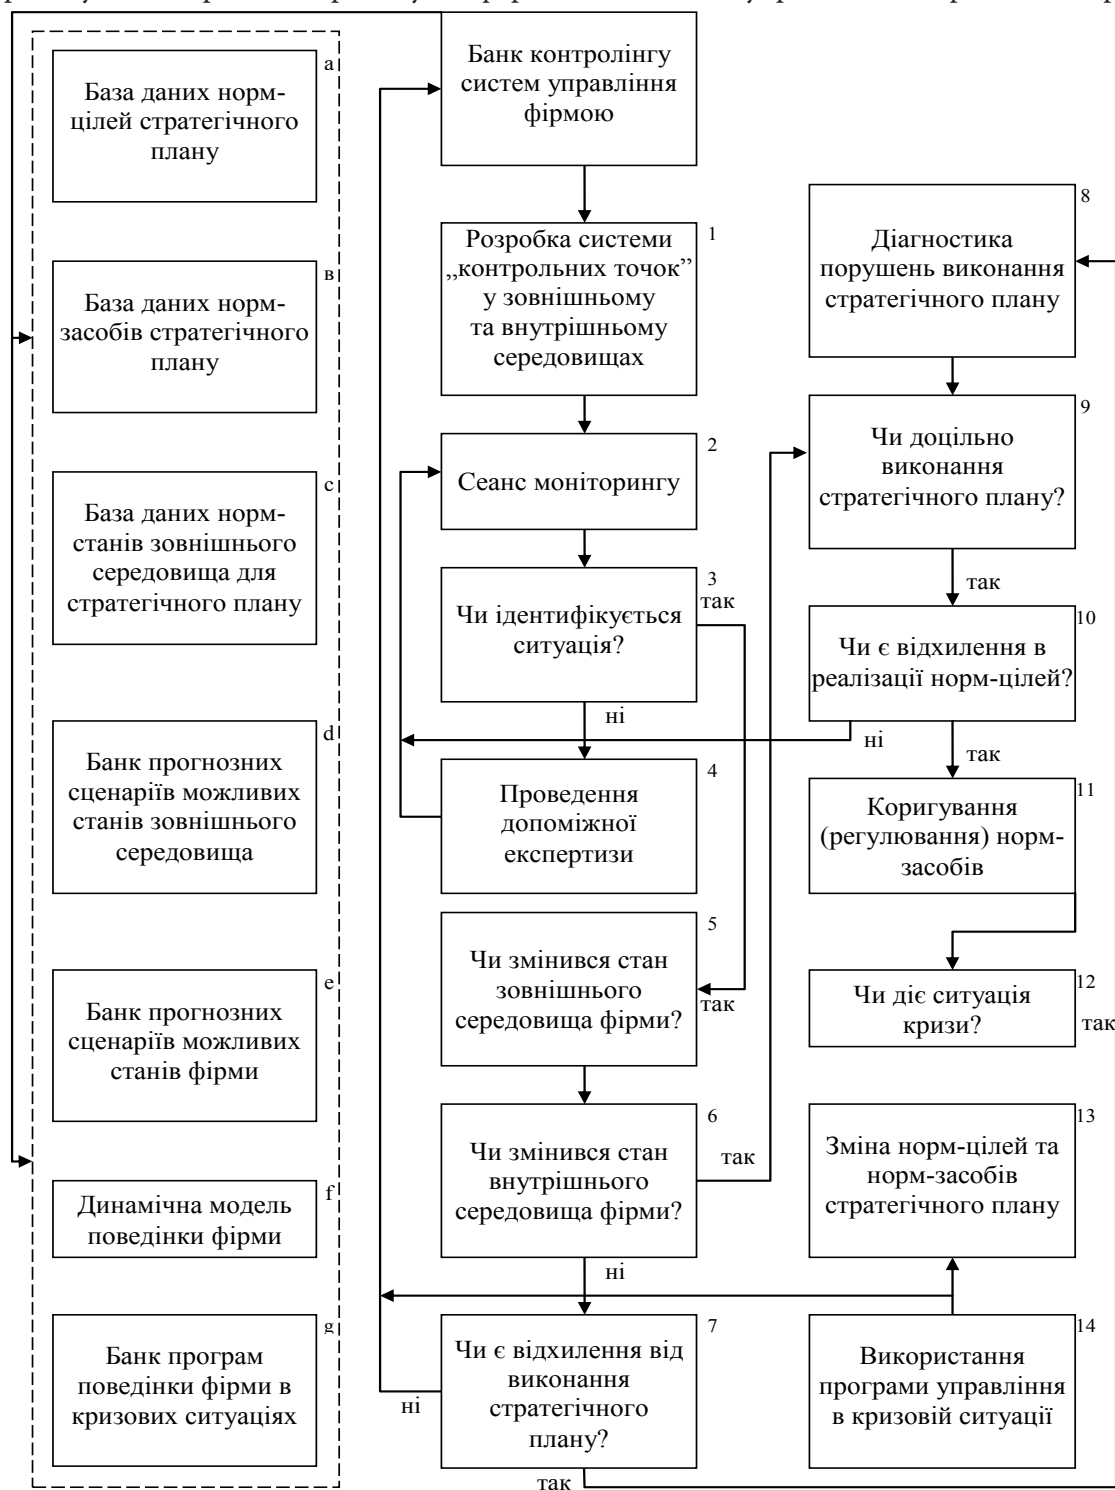 а
База даних норм-
цілей стратегічного
плану
в
База даних норм-
засобів стратегічного
плану
с
База даних норм-
станів зовнішнього
середовища для
стратегічного плану
d
Банк прогнозних
сценаріїв можливих
станів зовнішнього
середовища
e
Банк прогнозних
сценаріїв можливих
станів фірми
f
Динамічна модель
поведінки фірми
g
Банк програм
поведінки фірми в
кризових ситуаціях
Банк контролінгу
систем управління
фірмою
1
Розробка системи
„контрольних точок”
у зовнішньому
та внутрішньому
середовищах
2
Сеанс моніторингу
3
Чи ідентифікується
ситуація?
так
ні
4
Проведення
допоміжної
експертизи
5
Чи змінився стан
зовнішнього
середовища фірми?
так
6
Чи змінився стан
внутрішнього
середовища фірми?
так
ні
7
Чи є відхилення від
виконання
стратегічного
плану?
ні
так
8
Діагностика
порушень виконання
стратегічного плану
9
Чи доцільно
виконання
стратегічного плану?
так
10
Чи є відхилення в
реалізації норм-цілей?
ні
так
11
Коригування
(регулювання) норм-
засобів
12
Чи діє ситуація
кризи?
так
13
Зміна норм-цілей та
норм-засобів
стратегічного плану
14
Використання
програми управління
в кризовій ситуації